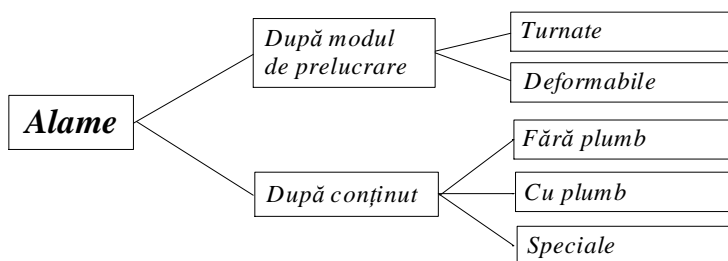 Alame
După modul
de prelucrare
Turnate
Deformabile
După conținut
Fără plumb
Cu plumb
Speciale